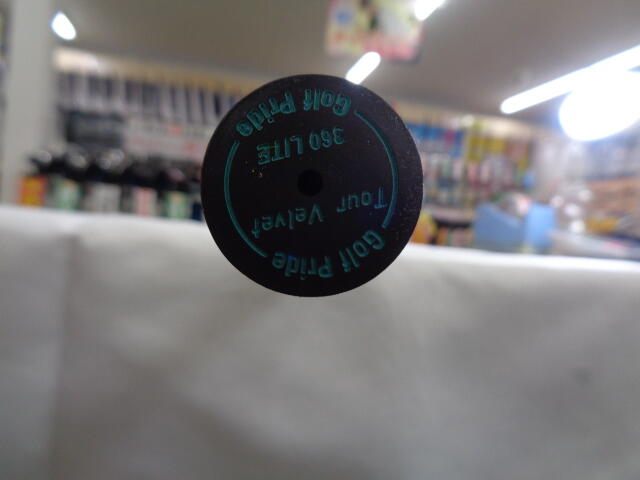 Golf Pride
Tour Velvet
360 LITE
Golf Pride